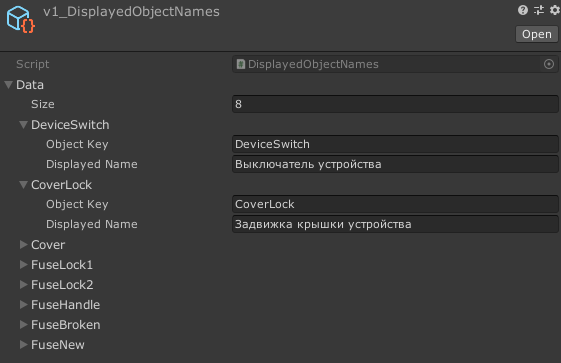 v1_DisplayedObjectNames
Open
Script DisplayedObjectNames
Data
Size 8
DeviceSwitch
Object Key DeviceSwitch
Displayed Name Выключатель устройства
CoverLock
Object Key CoverLock
Displayed Name Задвижка крышки устройства
Cover
FuseLock1
FuseLock2
FuseHandle
FuseBroken
FuseNew